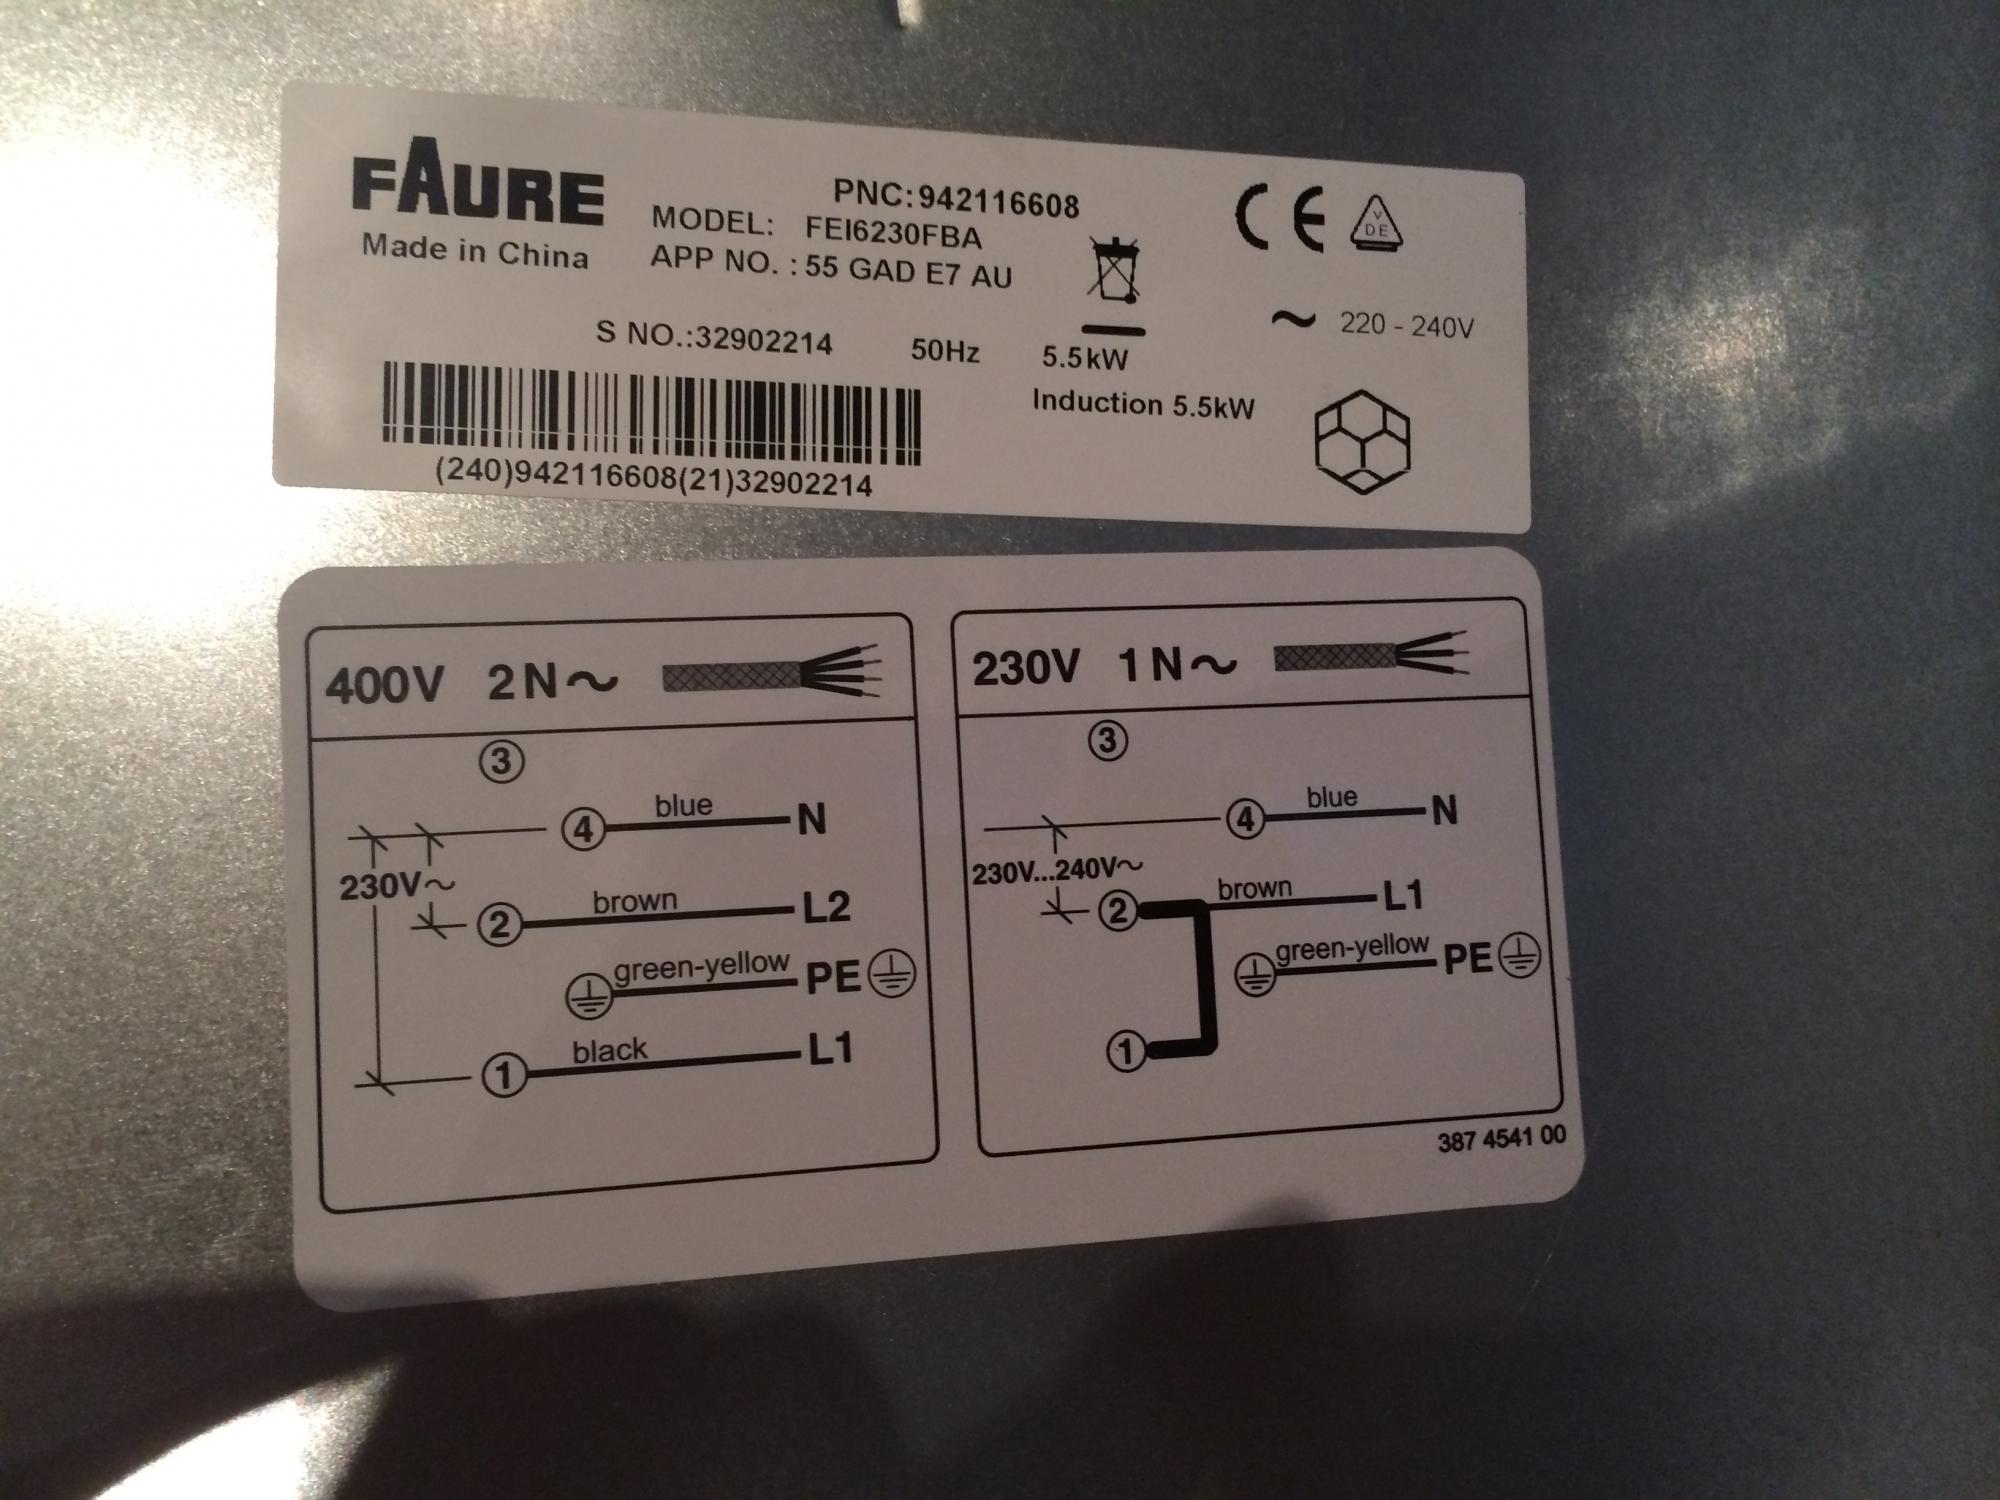 FAURE
Made in China
PNC:942116608
MODEL: FEI6230FBA
APP NO. : 55 GAD E7 AU
CE
VDE
S NO.:32902214 50Hz 5.5kW
~ 220 - 240V
Induction 5.5kW
(240)942116608(21)32902214
400V 2N~
3
4 blue N
230V~
2 brown L2
green-yellow PE
1 black L1
230V 1N~
3
4 blue N
230V...240V~
2 brown L1
green-yellow PE
1
387 4541 00